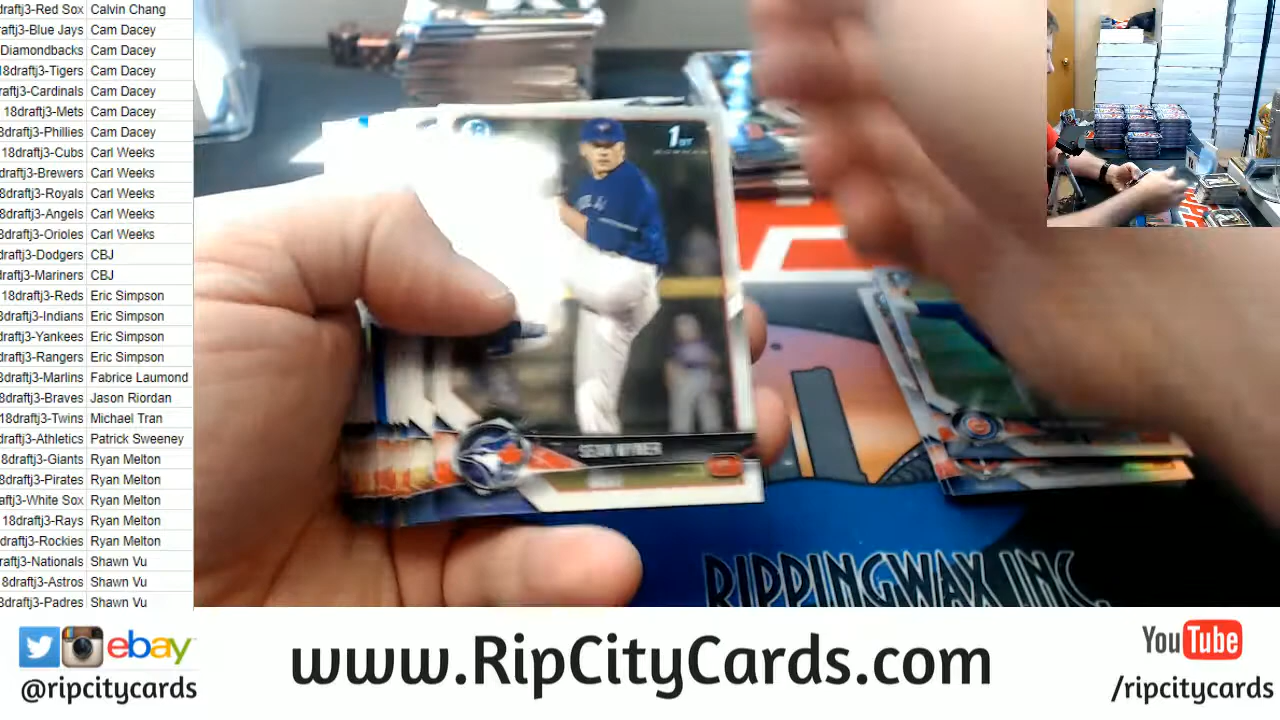 draftj3-Red Sox Calvin Chang
raftj3-Blue Jays Cam Dacey
Diamondbacks Cam Dacey
18draftj3-Tigers Cam Dacey
raftj3-Cardinals Cam Dacey
18draftj3-Mets Cam Dacey
8draftj3-Phillies Cam Dacey
18draftj3-Cubs Carl Weeks
draftj3-Brewers Carl Weeks
8draftj3-Royals Carl Weeks
8draftj3-Angels Carl Weeks
8draftj3-Orioles Carl Weeks
draftj3-Dodgers CBJ
draftj3-Mariners CBJ
18draftj3-Reds Eric Simpson
8draftj3-Indians Eric Simpson
draftj3-Yankees Eric Simpson
draftj3-Rangers Eric Simpson
8draftj3-Marlins Fabrice Laumond
8draftj3-Braves Jason Riordan
18draftj3-Twins Michael Tran
draftj3-Athletics Patrick Sweeney
8draftj3-Giants Ryan Melton
8draftj3-Pirates Ryan Melton
raftj3-White Sox Ryan Melton
18draftj3-Rays Ryan Melton
draftj3-Rockies Ryan Melton
raftj3-Nationals Shawn Vu
8draftj3-Astros Shawn Vu
8draftj3-Padres Shawn Vu
1ST
SEAN
RIPPINGWAX INC.
ebay
@ripcitycards
www.RipCityCards.com
YouTube
/ripcitycards